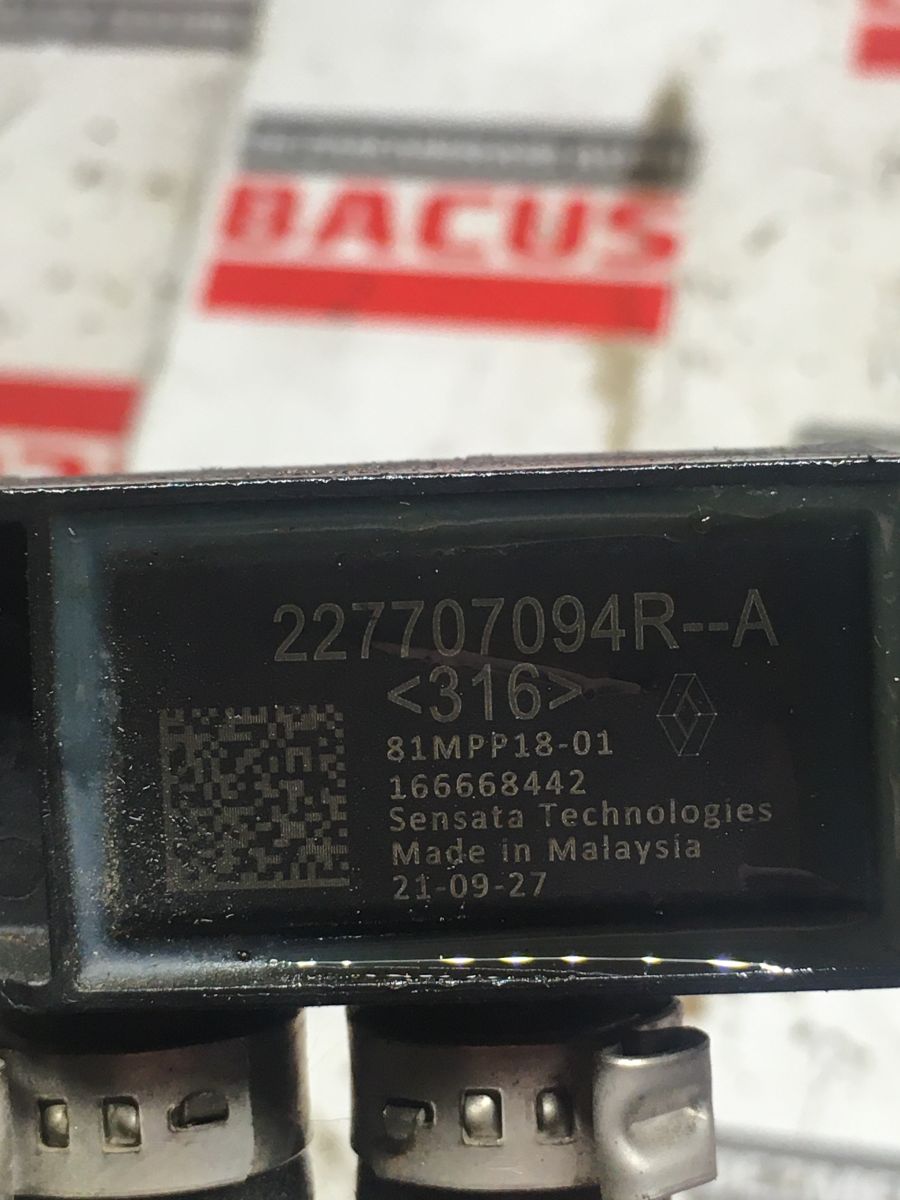 BACUS
227707094R--A
<316>
81MPP18-01
166668442
Sensata Technologies
Made in Malaysia
21-09-27